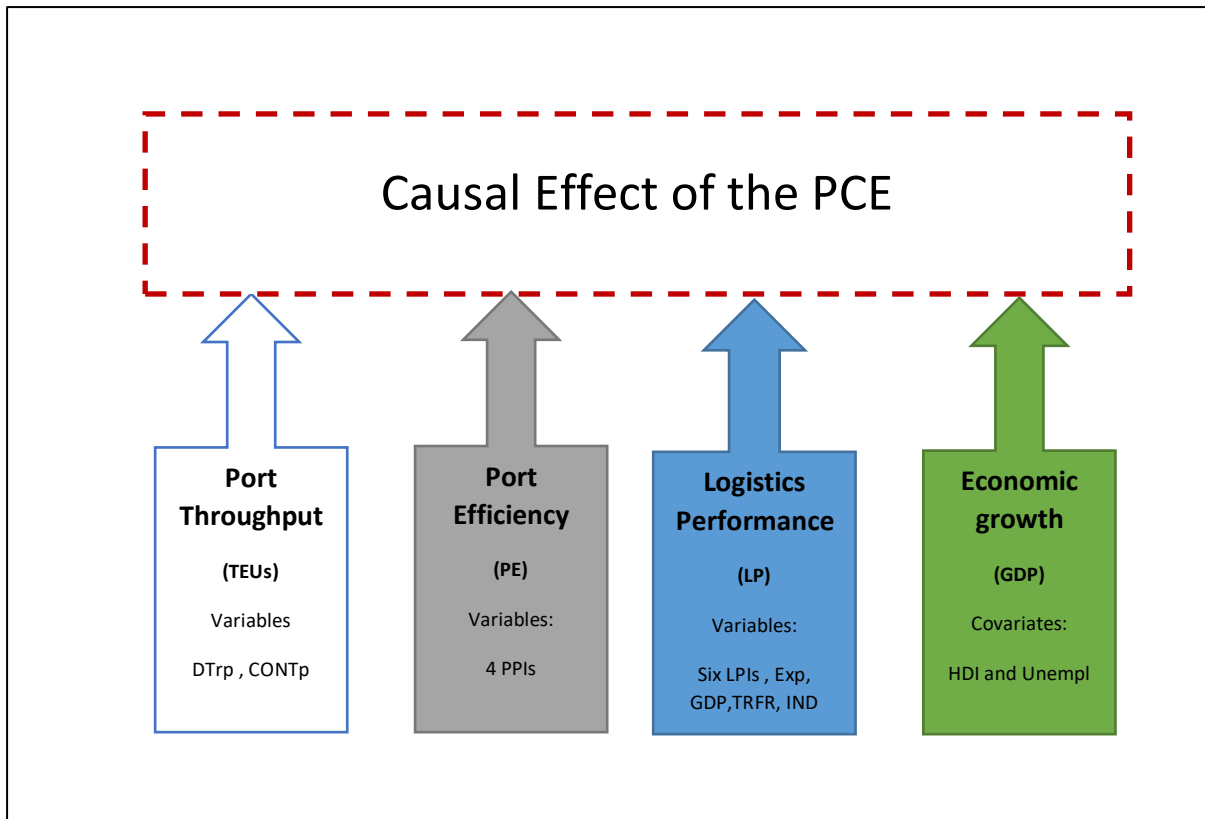 Causal Effect of the PCE
Port
Throughput
(TEUs)
Variables
DTrp , CONTp
Port
Efficiency
(PE)
Variables:
4 PPIs
Logistics
Performance
(LP)
Variables:
Six LPIs , Exp,
GDP,TRFR, IND
Economic
growth
(GDP)
Covariates:
HDI and Unempl